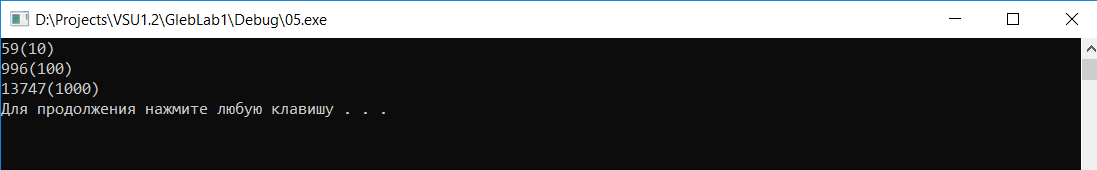 D:\Projects\VSU1.2\GlebLab1\Debug\05.exe
59(10)
996(100)
13747(1000)
Для продолжения нажмите любую клавишу . . .